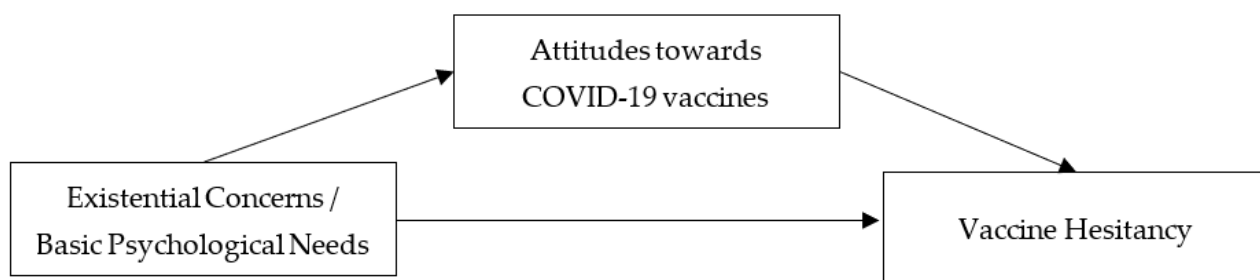 Attitudes towards
COVID-19 vaccines
Existential Concerns /
Basic Psychological Needs
Vaccine Hesitancy